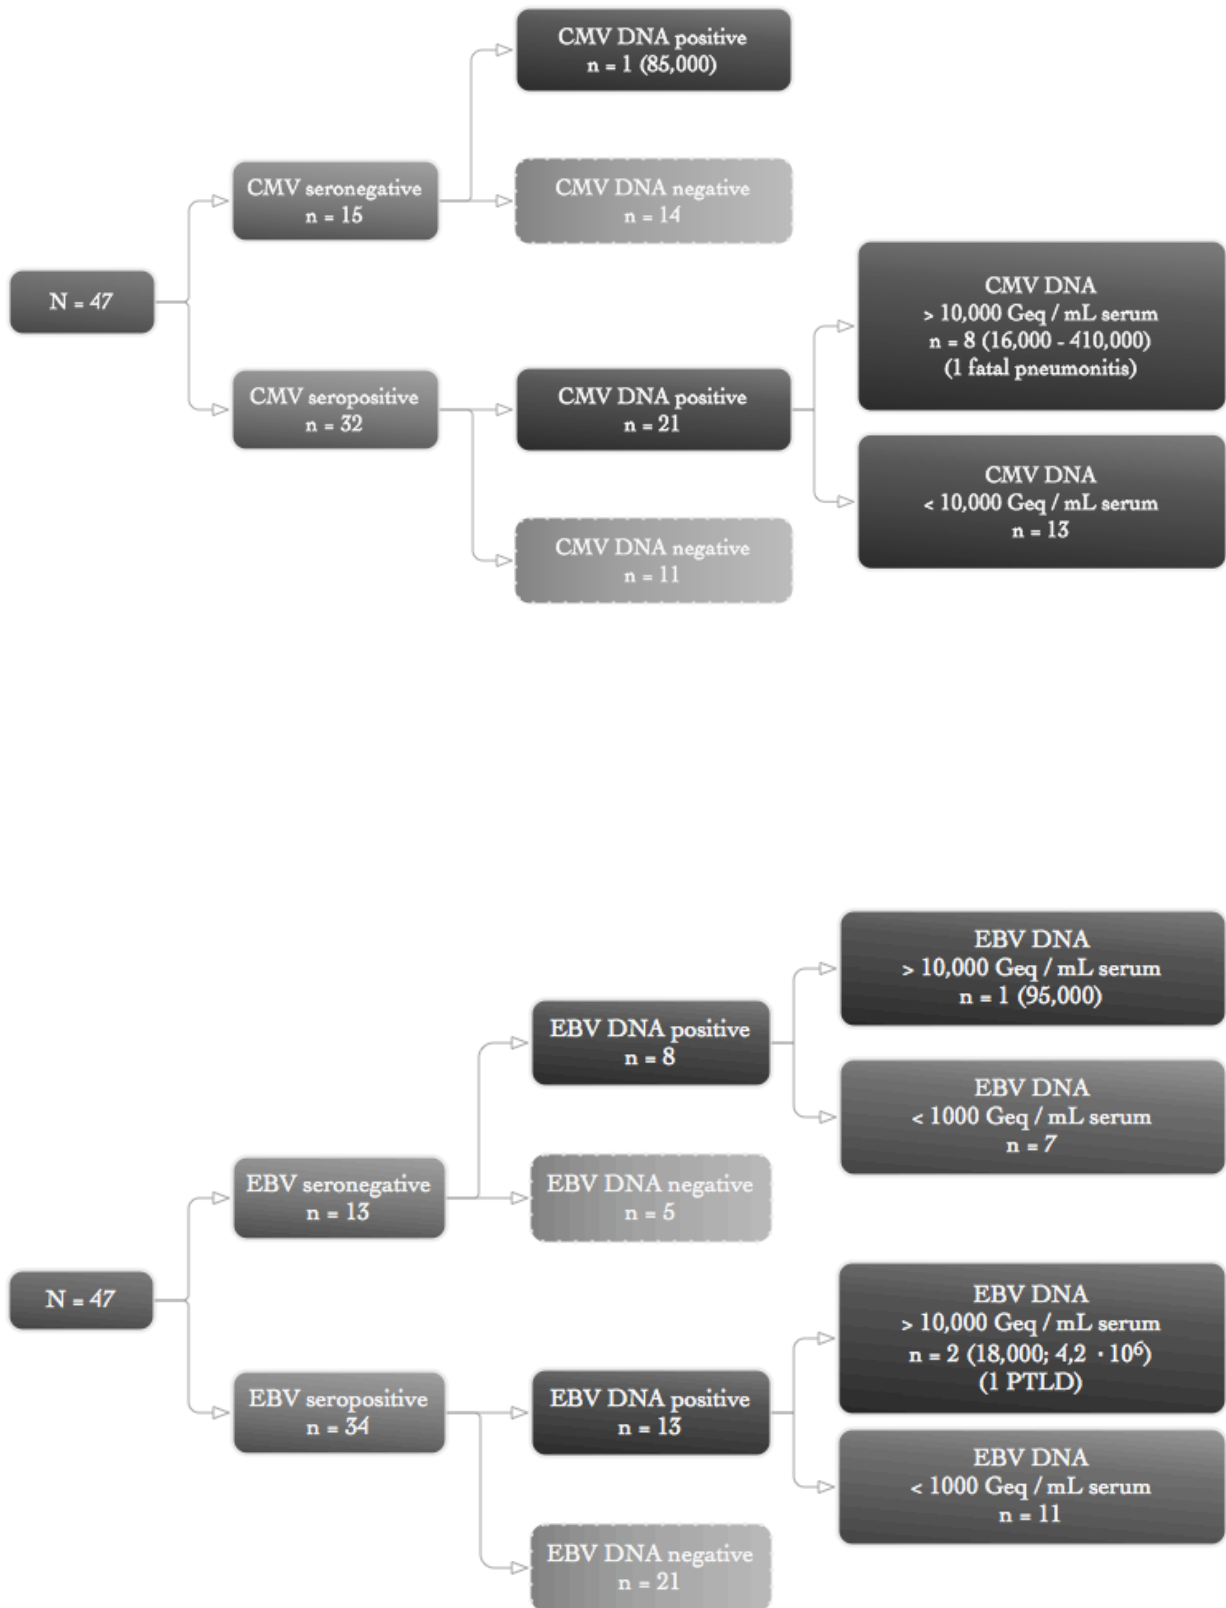 CMV DNA positive
n = 1 (85,000)
CMV seronegative
n = 15
CMV DNA negative
n = 14
N = 47
CMV DNA
> 10,000 Geq / mL serum
n = 8 (16,000 - 410,000)
(1 fatal pneumonitis)
CMV seropositive
n = 32
CMV DNA positive
n = 21
CMV DNA
< 10,000 Geq / mL serum
n = 13
CMV DNA negative
n = 11
EBV DNA
> 10,000 Geq / mL serum
n = 1 (95,000)
EBV DNA positive
n = 8
EBV DNA
< 1000 Geq / mL serum
n = 7
EBV seronegative
n = 13
EBV DNA negative
n = 5
N = 47
EBV DNA
> 10,000 Geq / mL serum
n = 2 (18,000; 4,2 · 10⁶)
(1 PTLD)
EBV seropositive
n = 34
EBV DNA positive
n = 13
EBV DNA
< 1000 Geq / mL serum
n = 11
EBV DNA negative
n = 21